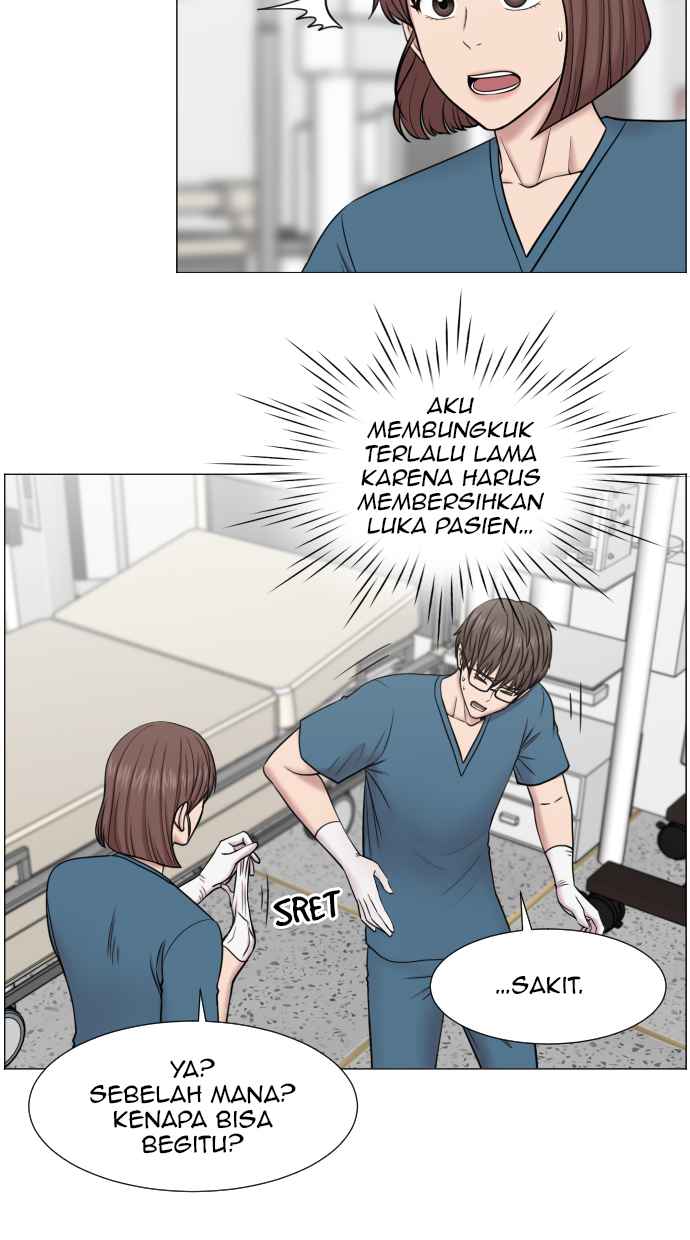 AKU
MEMBUNGKUK
TERLALU LAMA
KARENA HARUS
MEMBERSIHKAN
LUKA PASIEN...
SRET
...SAKIT.
YA?
SEBELAH MANA?
KENAPA BISA
BEGITU?